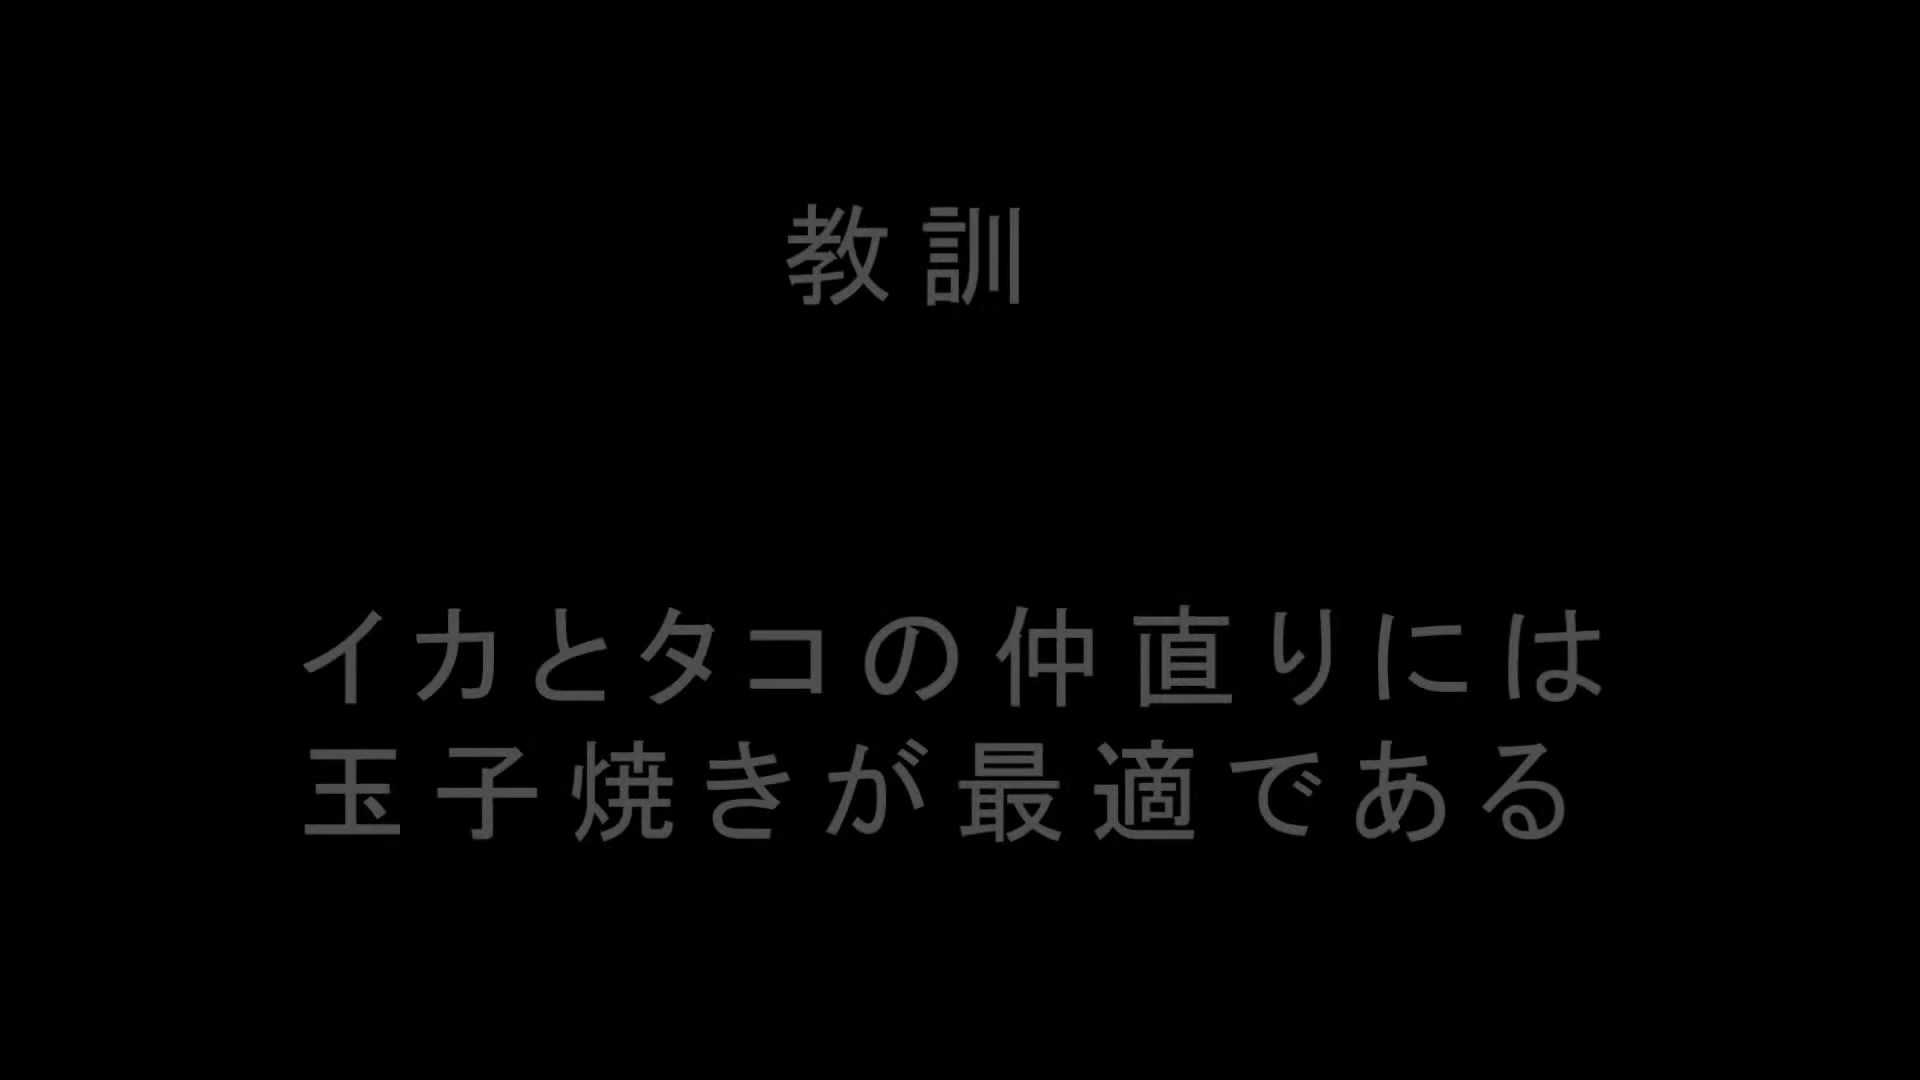 教訓
イカとタコの仲直りには
玉子焼きが最適である